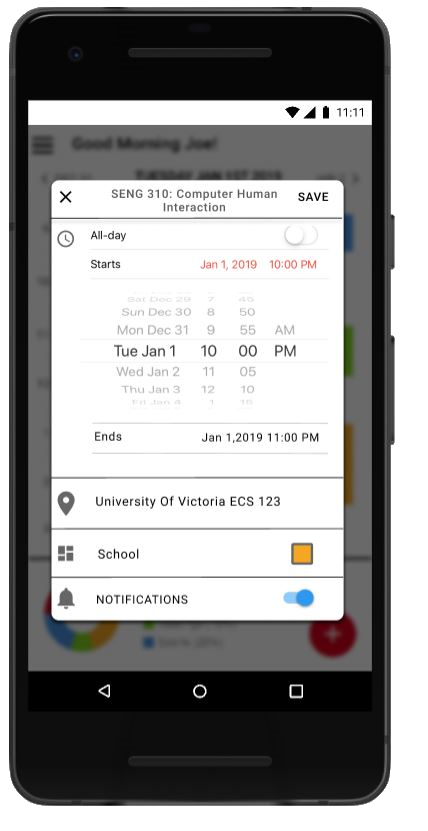 11:11
Good Morning Joe!
TUESDAY JAN 1ST 2019
SENG 310: Computer Human
Interaction
SAVE
All-day
Starts Jan 1, 2019 10:00 PM
Sat Dec 29 7 45
Sun Dec 30 8 50
Mon Dec 31 9 55 AM
Tue Jan 1 10 00 PM
Wed Jan 2 11 05
Thu Jan 3 12 10
Fri Jan 4 1 15
Ends Jan 1,2019 11:00 PM
University Of Victoria ECS 123
School
NOTIFICATIONS